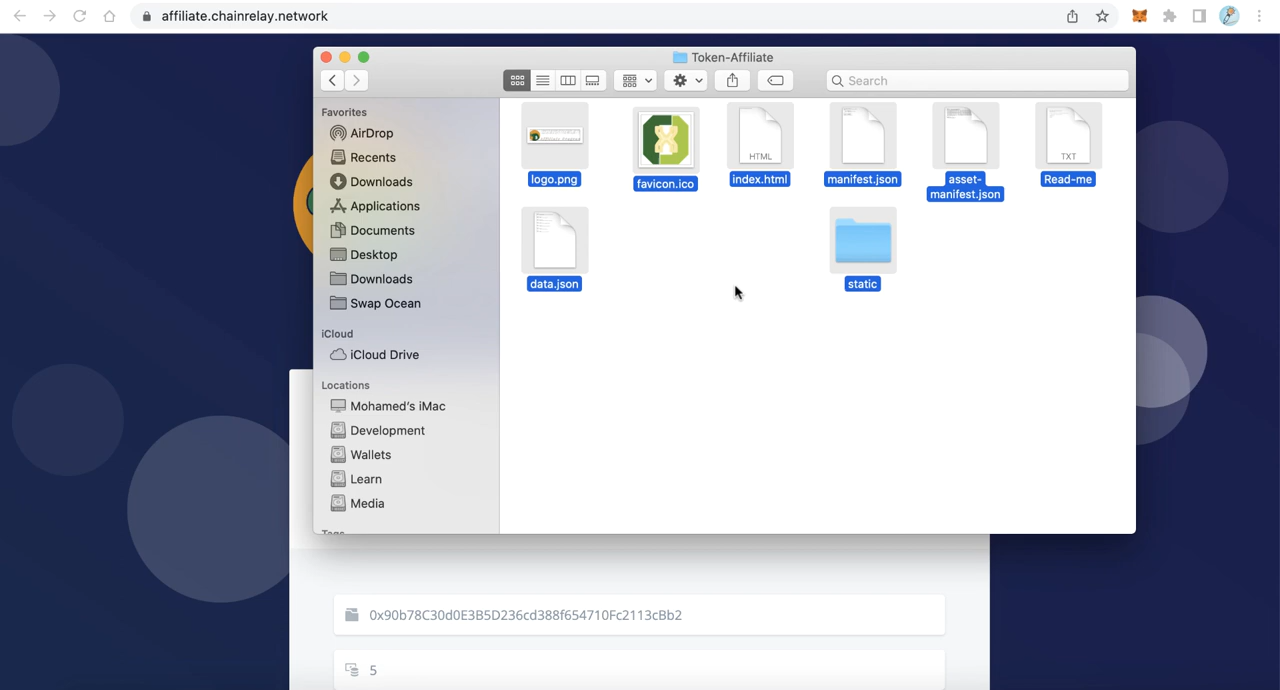 affiliate.chainrelay.network
Token-Affiliate
Search
Favorites
AirDrop
Recents
Downloads
Applications
Documents
Desktop
Downloads
Swap Ocean
iCloud
iCloud Drive
Locations
Mohamed's iMac
Development
Wallets
Learn
Media
Tags
logo.png
favicon.ico
HTML
index.html
manifest.json
asset-
manifest.json
TXT
Read-me
data.json
static
0x90b78C30d0E3B5D236cd388f654710Fc2113cBb2
5